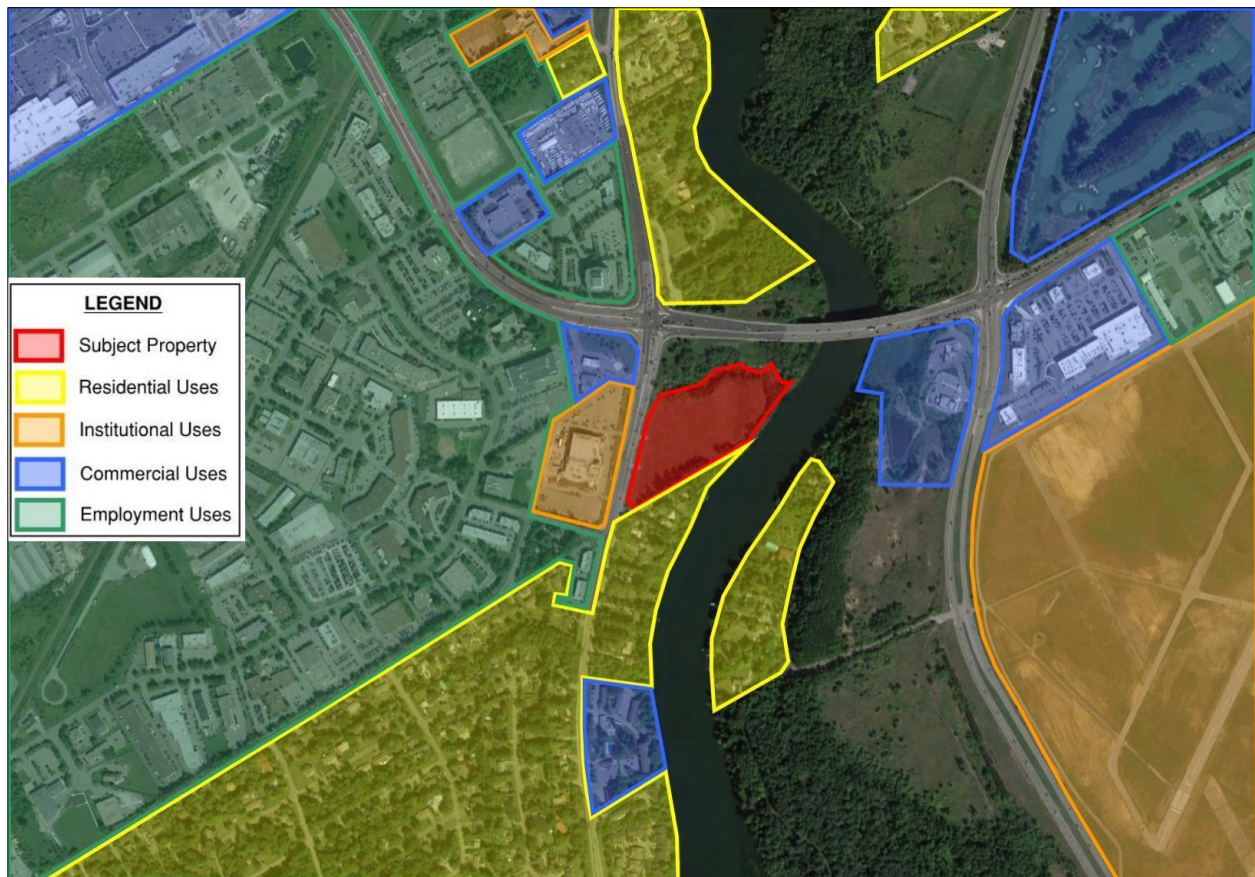 LEGEND
Subject Property
Residential Uses
Institutional Uses
Commercial Uses
Employment Uses